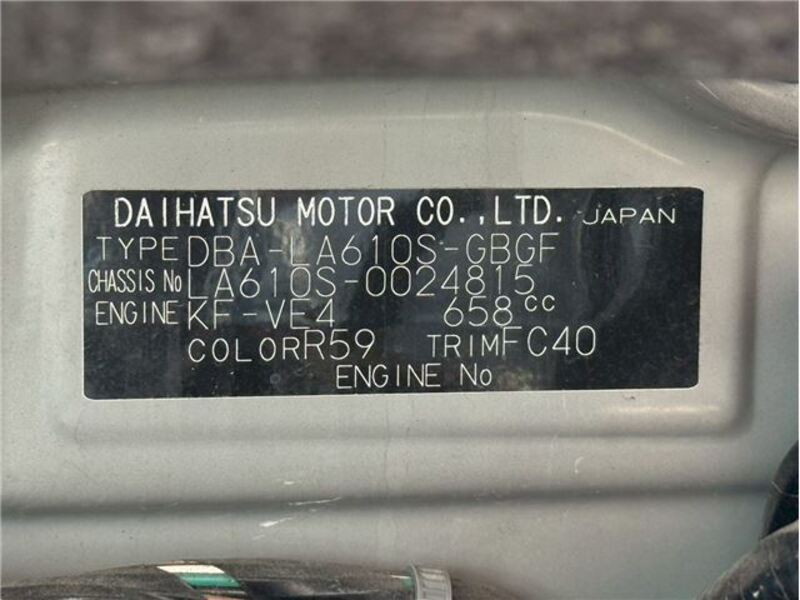 DAIHATSU MOTOR CO.,LTD. JAPAN
TYPE DBA-LA610S-GBGF
CHASSIS No LA610S-0024815
ENGINE KF-VE4 658cc
COLOR R59 TRIM FC40
ENGINE No